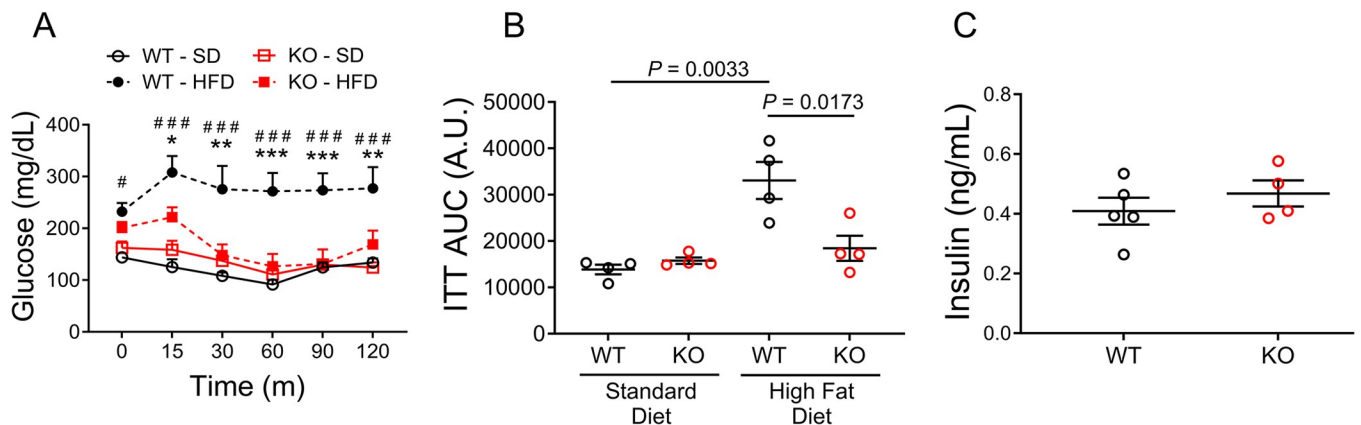 A
WT - SD
KO - SD
WT - HFD
KO - HFD
Glucose (mg/dL)
400
300
200
100
0
#
###
*
###
**
###
***
###
***
###
**
0 15 30 60 90 120
Time (m)
B
P = 0.0033
P = 0.0173
ITT AUC (A.U.)
50000
40000
30000
20000
10000
0
WT KO WT KO
Standard
Diet
High Fat
Diet
C
Insulin (ng/mL)
0.8
0.6
0.4
0.2
0.0
WT KO